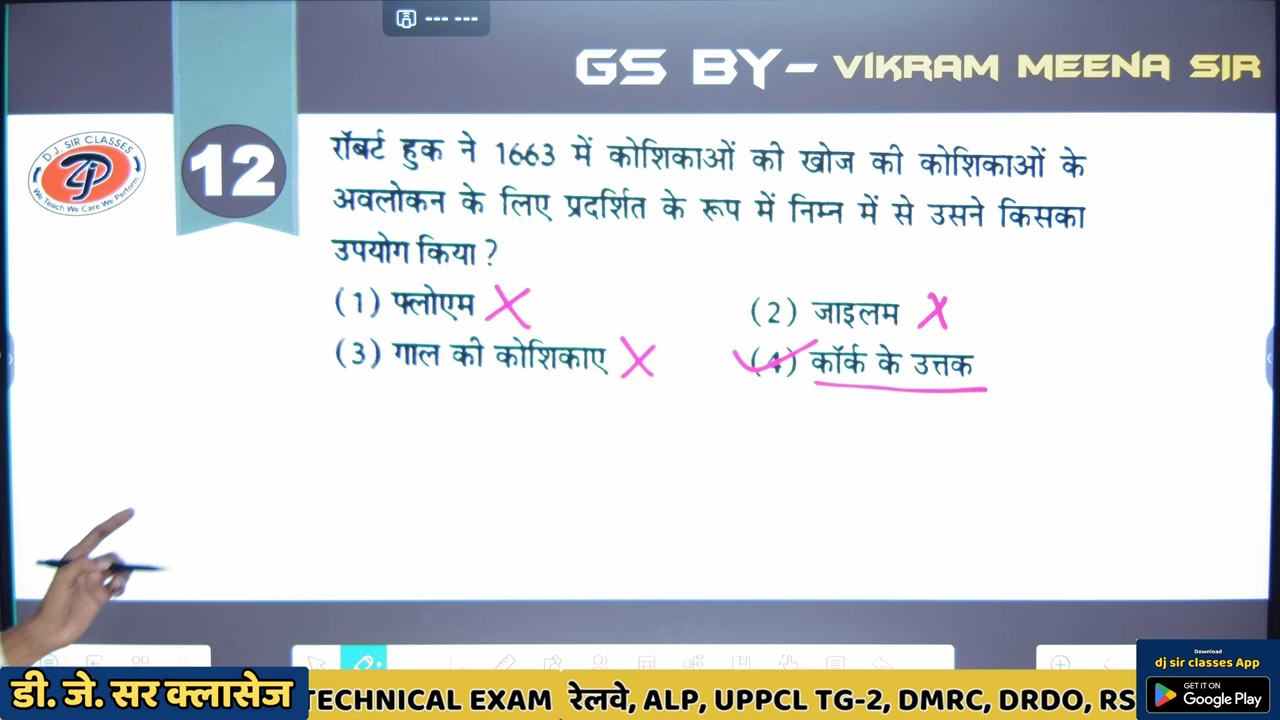 GS BY- VIKRAM MEENA SIR
D.J. SIR CLASSES
We Teach We Care We Perform
12
रॉबर्ट हुक ने 1663 में कोशिकाओं की खोज की कोशिकाओं के
अवलोकन के लिए प्रदर्शित के रूप में निम्न में से उसने किसका
उपयोग किया ?
(1) फ्लोएम
(2) जाइलम
(3) गाल की कोशिकाए
(4) कॉर्क के उत्तक
Download
dj sir classes App
GET IT ON
Google Play
डी. जे. सर क्लासेज
TECHNICAL EXAM रेलवे, ALP, UPPCL TG-2, DMRC, DRDO, RS